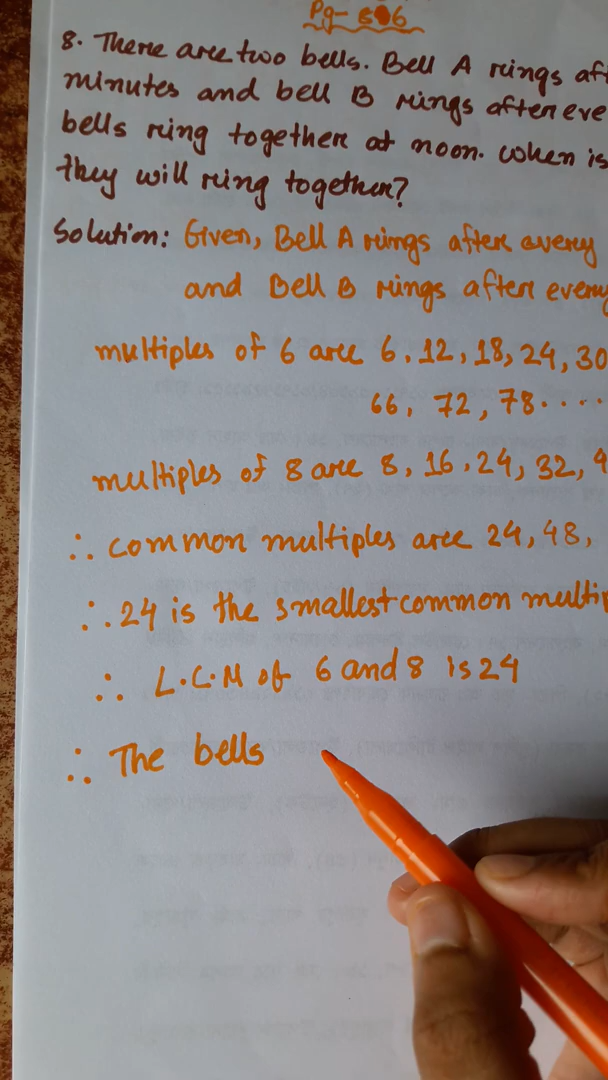 Pg-
8. There are two bells. Bell A rings aft
minutes and bell B rings after eve
bells ring together at noon. When is
they will ring together?
Solution: Given, Bell A rings after every
and Bell B rings after every
multiples of 6 are 6, 12, 18, 24, 30
66, 72, 78....
multiples of 8 are 8, 16, 24, 32, 4
∴ common multiples are 24, 48,
∴ 24 is the smallest common multip
∴ L.C.M of 6 and 8 is 24
∴ The bells